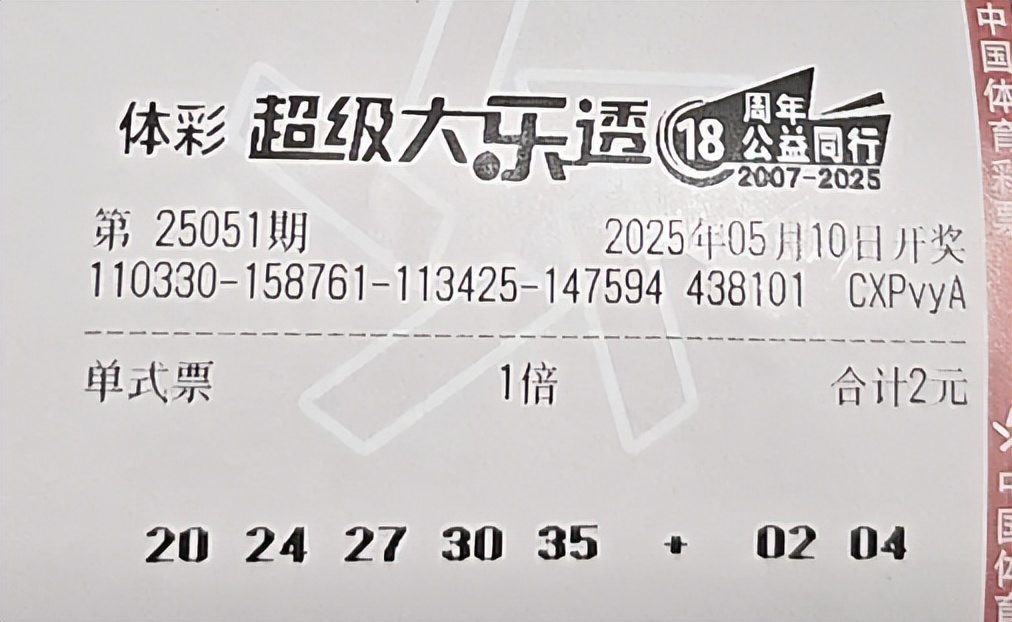 体彩 超级大乐透 18 周年 公益同行 2007-2025
第 25051期 2025年05月10日开奖
110330-158761-113425-147594 438101 CXPvyA
单式票 1倍 合计2元
20 24 27 30 35 + 02 04
中国体育彩票
中国体育